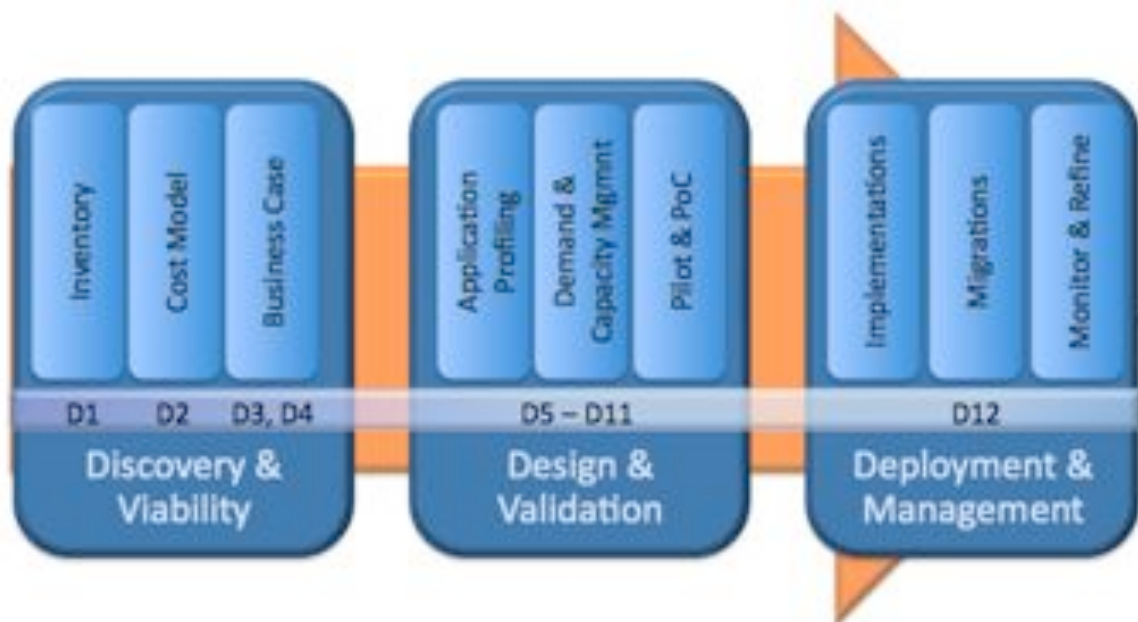 Inventory
Cost Model
Business Case
D1 D2 D3, D4
Discovery &
Viability
Application
Profiling
Demand &
Capacity Mgmnt
Pilot & PoC
D5 – D11
Design &
Validation
Implementations
Migrations
Monitor & Refine
D12
Deployment &
Management